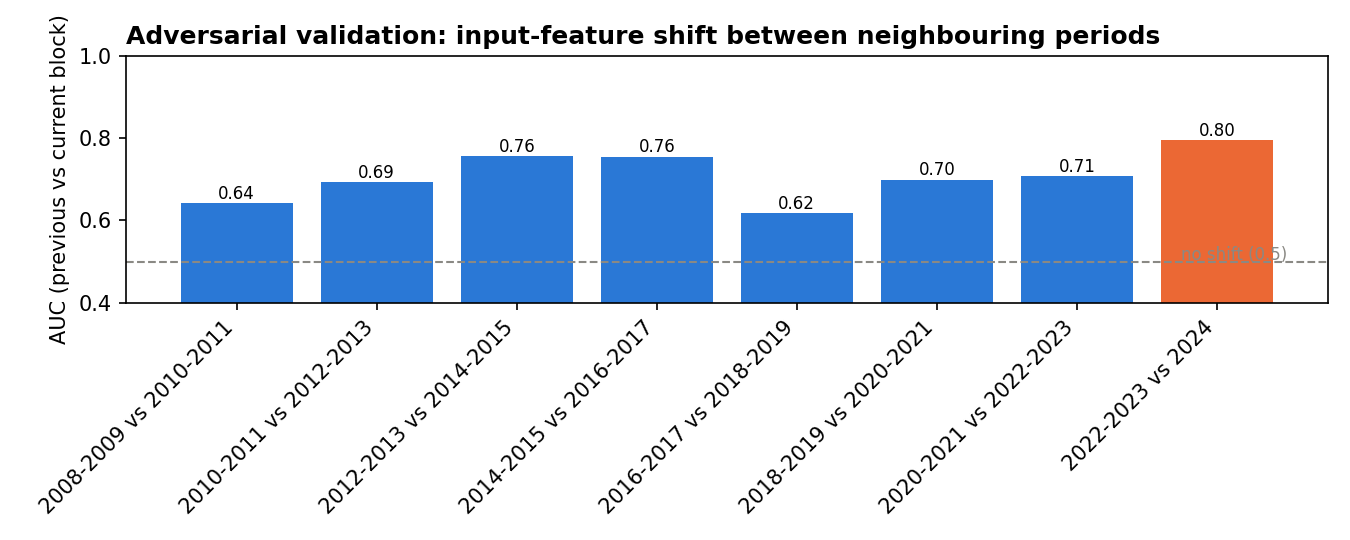 Adversarial validation: input-feature shift between neighbouring periods
AUC (previous vs current block)
1.0
0.8
0.6
0.4
0.64
0.69
0.76
0.76
0.62
0.70
0.71
0.80
no shift (0.5)
2008-2009 vs 2010-2011
2010-2011 vs 2012-2013
2012-2013 vs 2014-2015
2014-2015 vs 2016-2017
2016-2017 vs 2018-2019
2018-2019 vs 2020-2021
2020-2021 vs 2022-2023
2022-2023 vs 2024